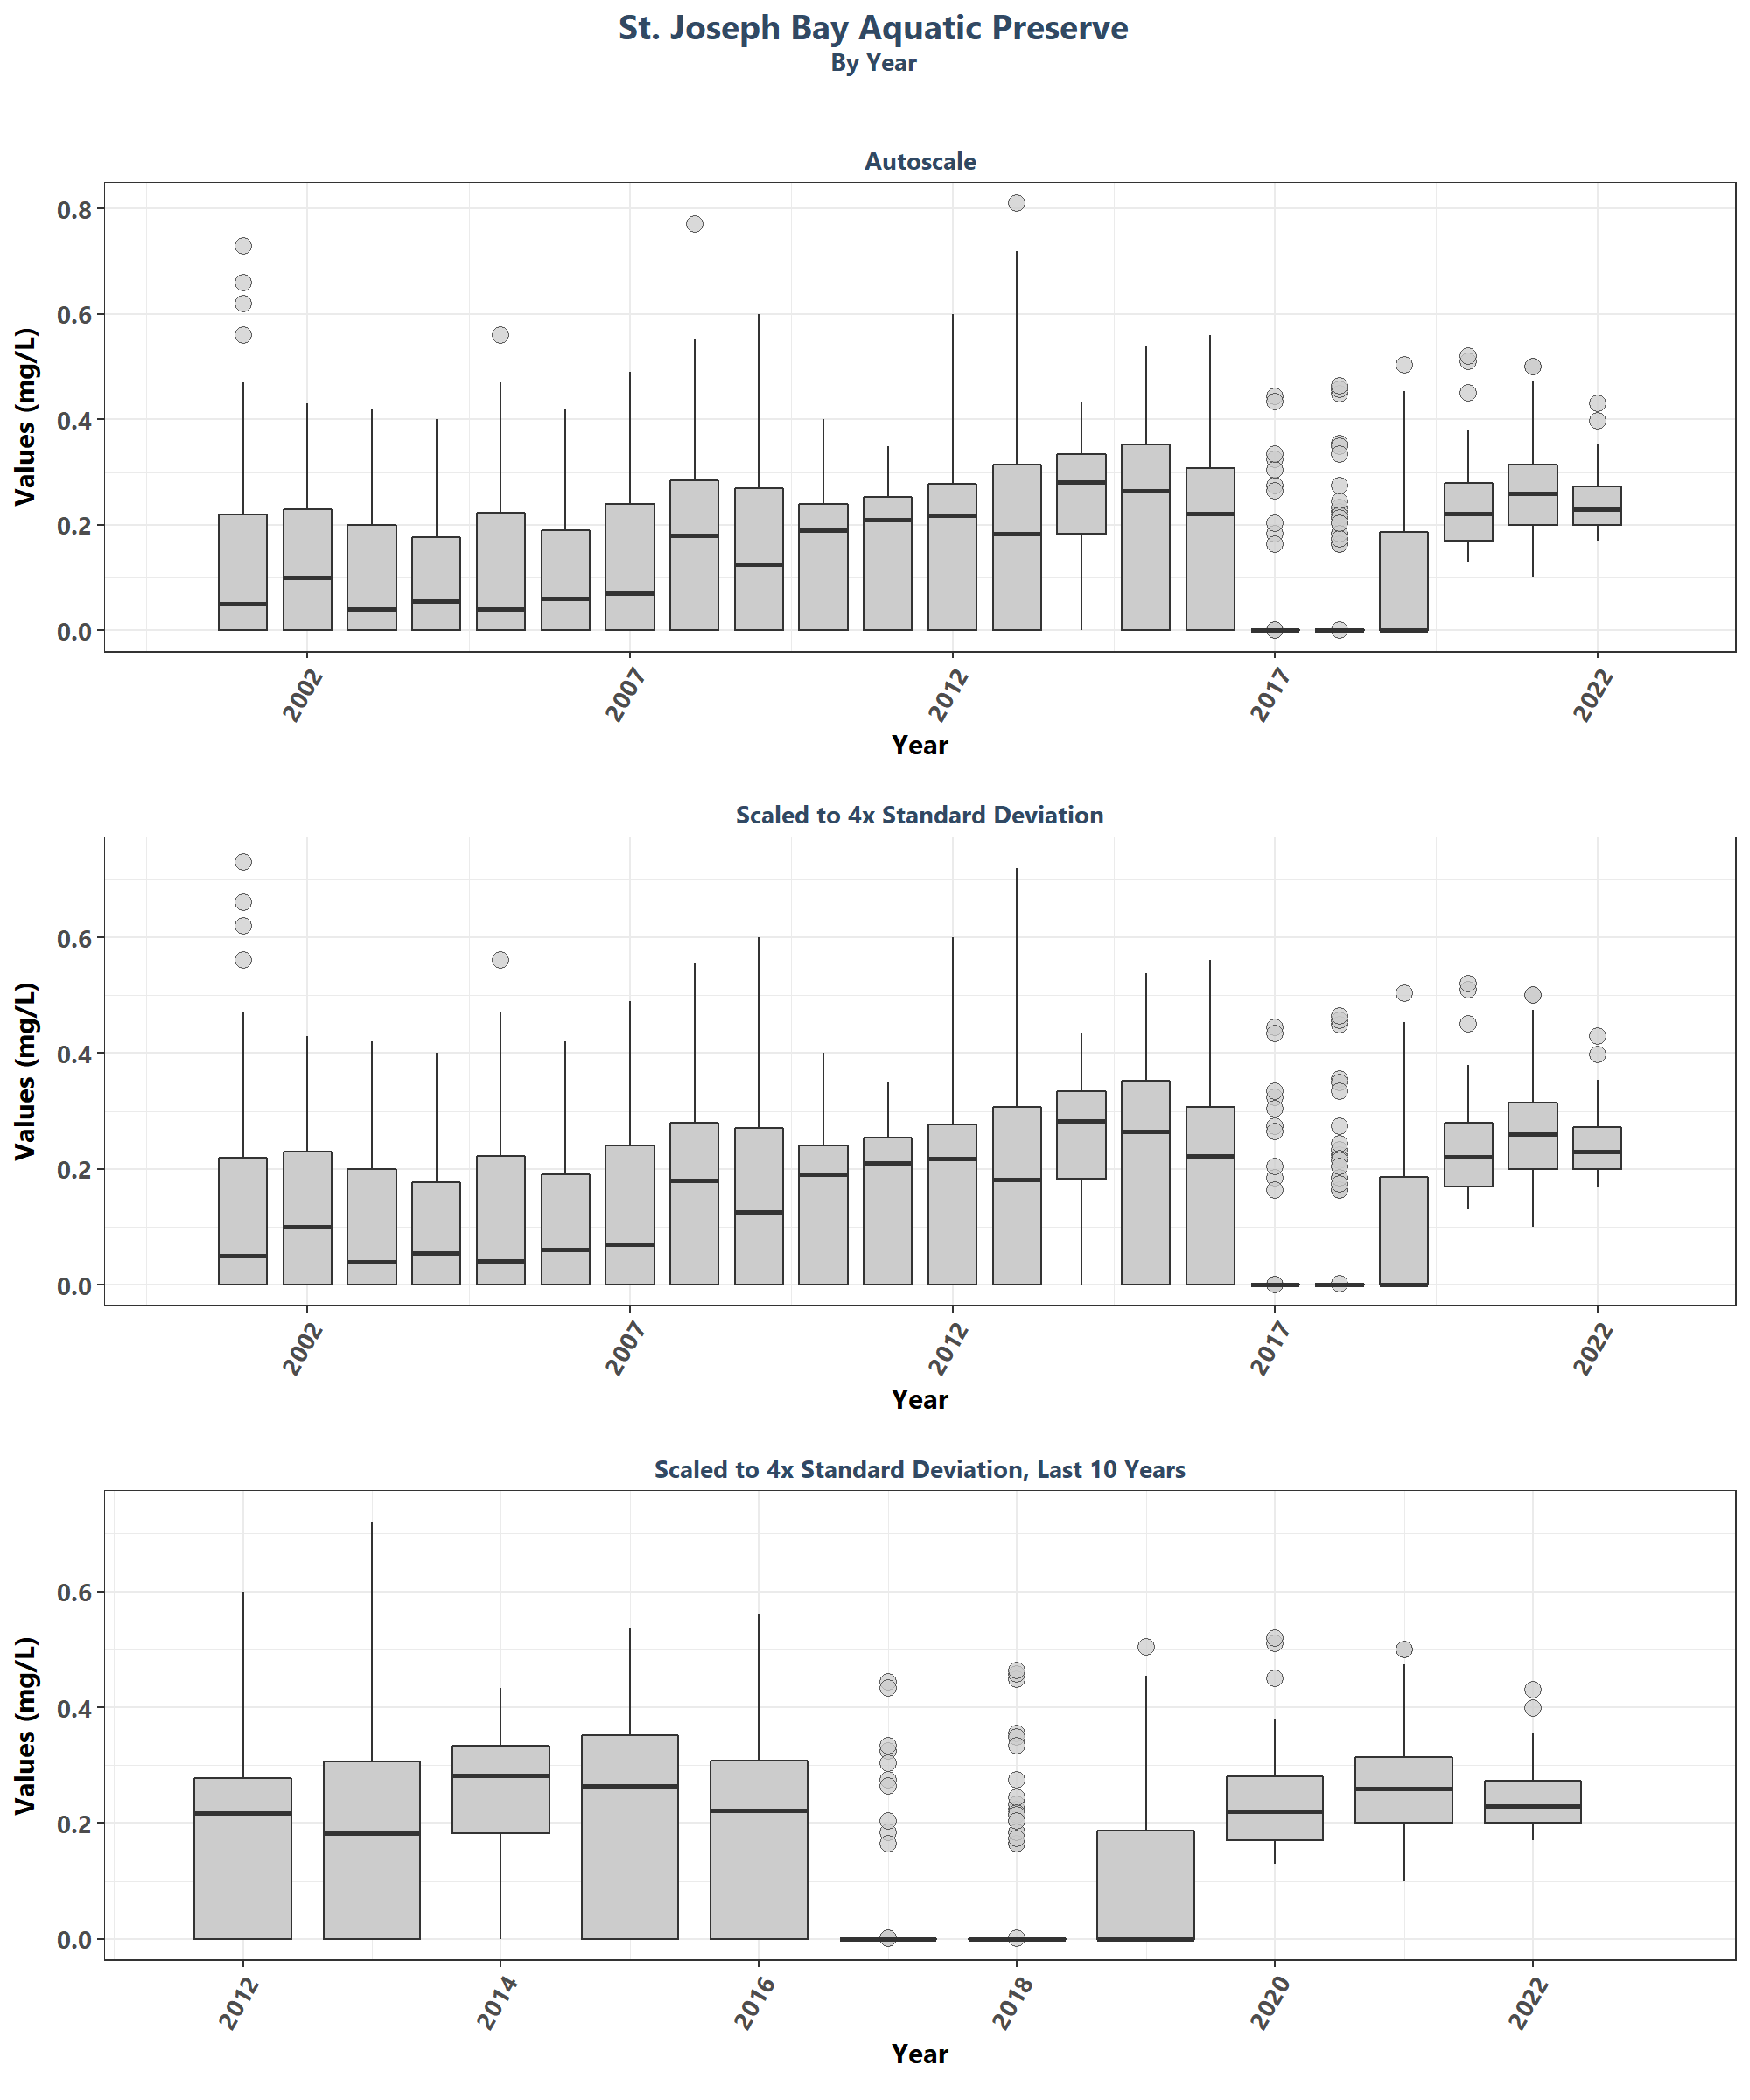 St. Joseph Bay Aquatic Preserve
By Year
Autoscale
Values (mg/L)
0.8
0.6
0.4
0.2
0.0
2002 2007 2012 2017 2022
Year
Scaled to 4x Standard Deviation
Values (mg/L)
0.6
0.4
0.2
0.0
2002 2007 2012 2017 2022
Year
Scaled to 4x Standard Deviation, Last 10 Years
Values (mg/L)
0.6
0.4
0.2
0.0
2012 2014 2016 2018 2020 2022
Year